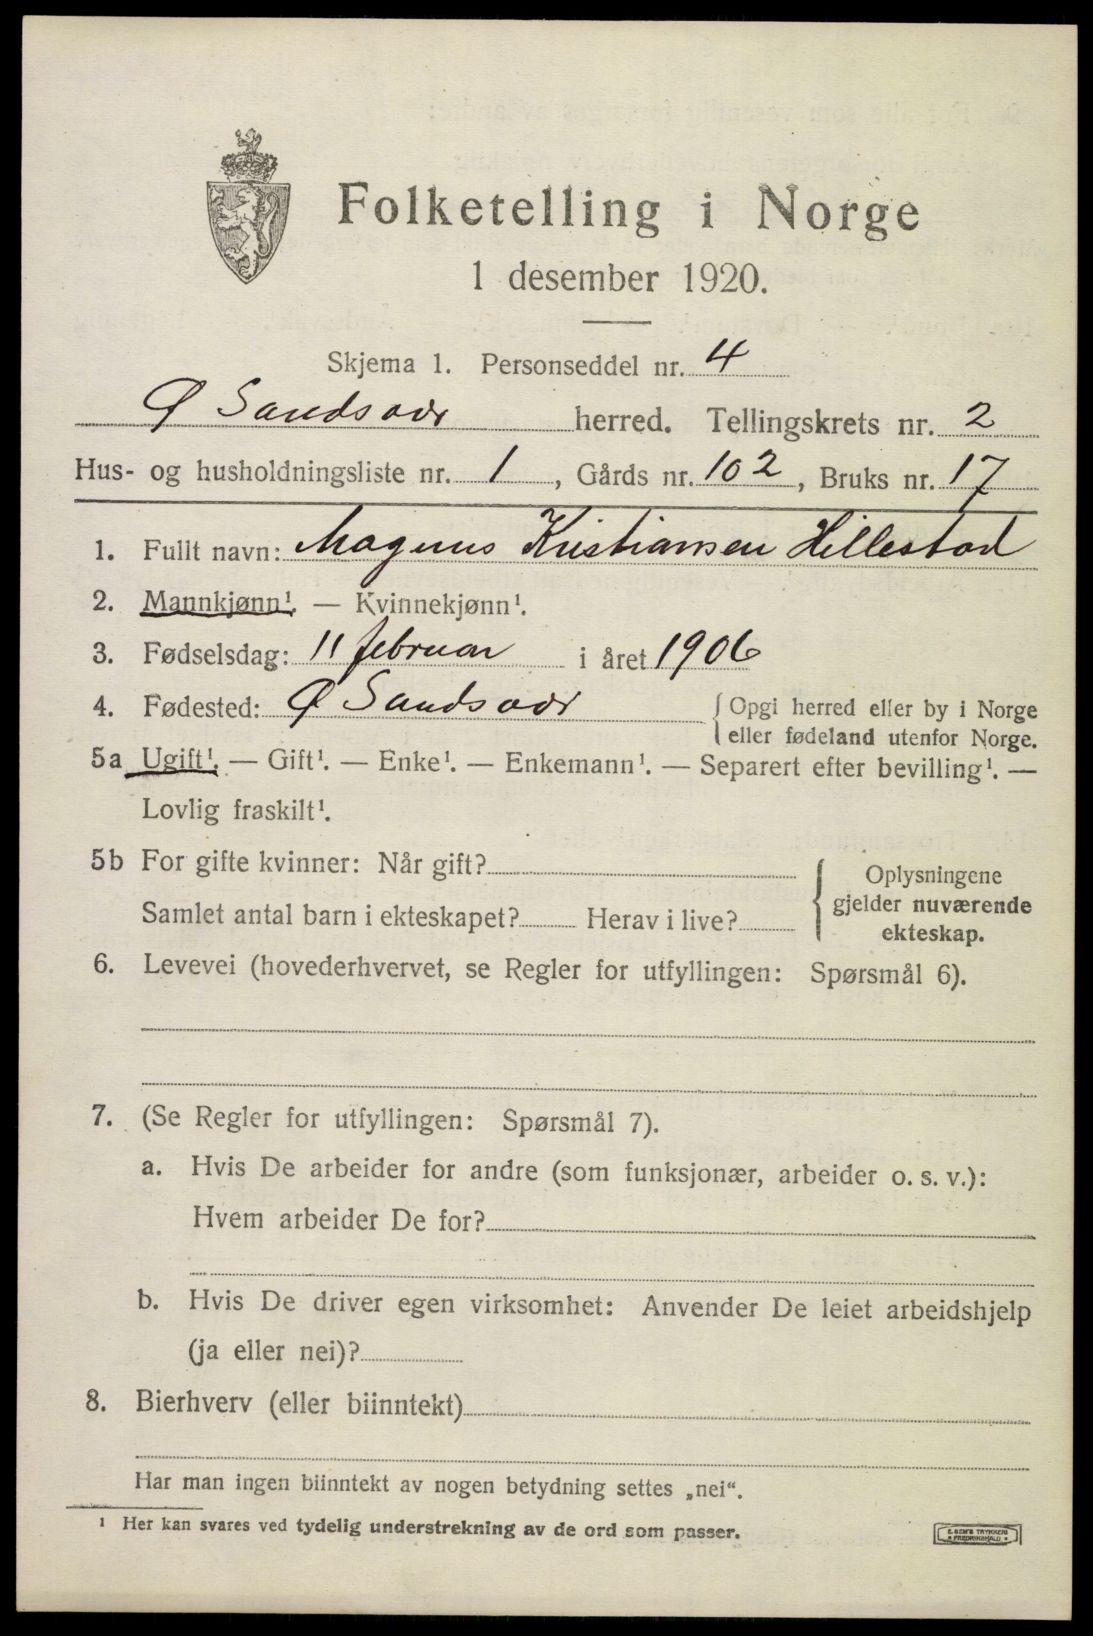 Folketelling i Norge
1 desember 1920.
Skjema 1. Personseddel nr. 4
Ø Sandsvær herred. Tellingskrets nr. 2
Hus- og husholdningsliste nr. 1, Gårds nr. 102, Bruks nr. 17
1. Fullt navn: Magnus Kristiansen Hillestad
2. Mannkjønn¹. — Kvinnekjønn¹.
3. Fødselsdag: 11 februar i året 1906
4. Fødested: Ø Sandsvær { Opgi herred eller by i Norge
eller fødeland utenfor Norge.
5a Ugift¹. — Gift¹. — Enke¹. — Enkemann¹. — Separert efter bevilling¹. —
Lovlig fraskilt¹.
5b For gifte kvinner: Når gift?
Samlet antal barn i ekteskapet? Herav i live?
{ Oplysningene
gjelder nuværende
ekteskap.
6. Levevei (hovederhvervet, se Regler for utfyllingen: Spørsmål 6).
7. (Se Regler for utfyllingen: Spørsmål 7).
a. Hvis De arbeider for andre (som funksjonær, arbeider o. s. v.):
Hvem arbeider De for?
b. Hvis De driver egen virksomhet: Anvender De leiet arbeidshjelp
(ja eller nei)?
8. Bierhverv (eller biinntekt)
Har man ingen biinntekt av nogen betydning settes „nei“.
¹ Her kan svares ved tydelig understrekning av de ord som passer.
E. SEM'S TRYKKERI
FREDRIKSHALD